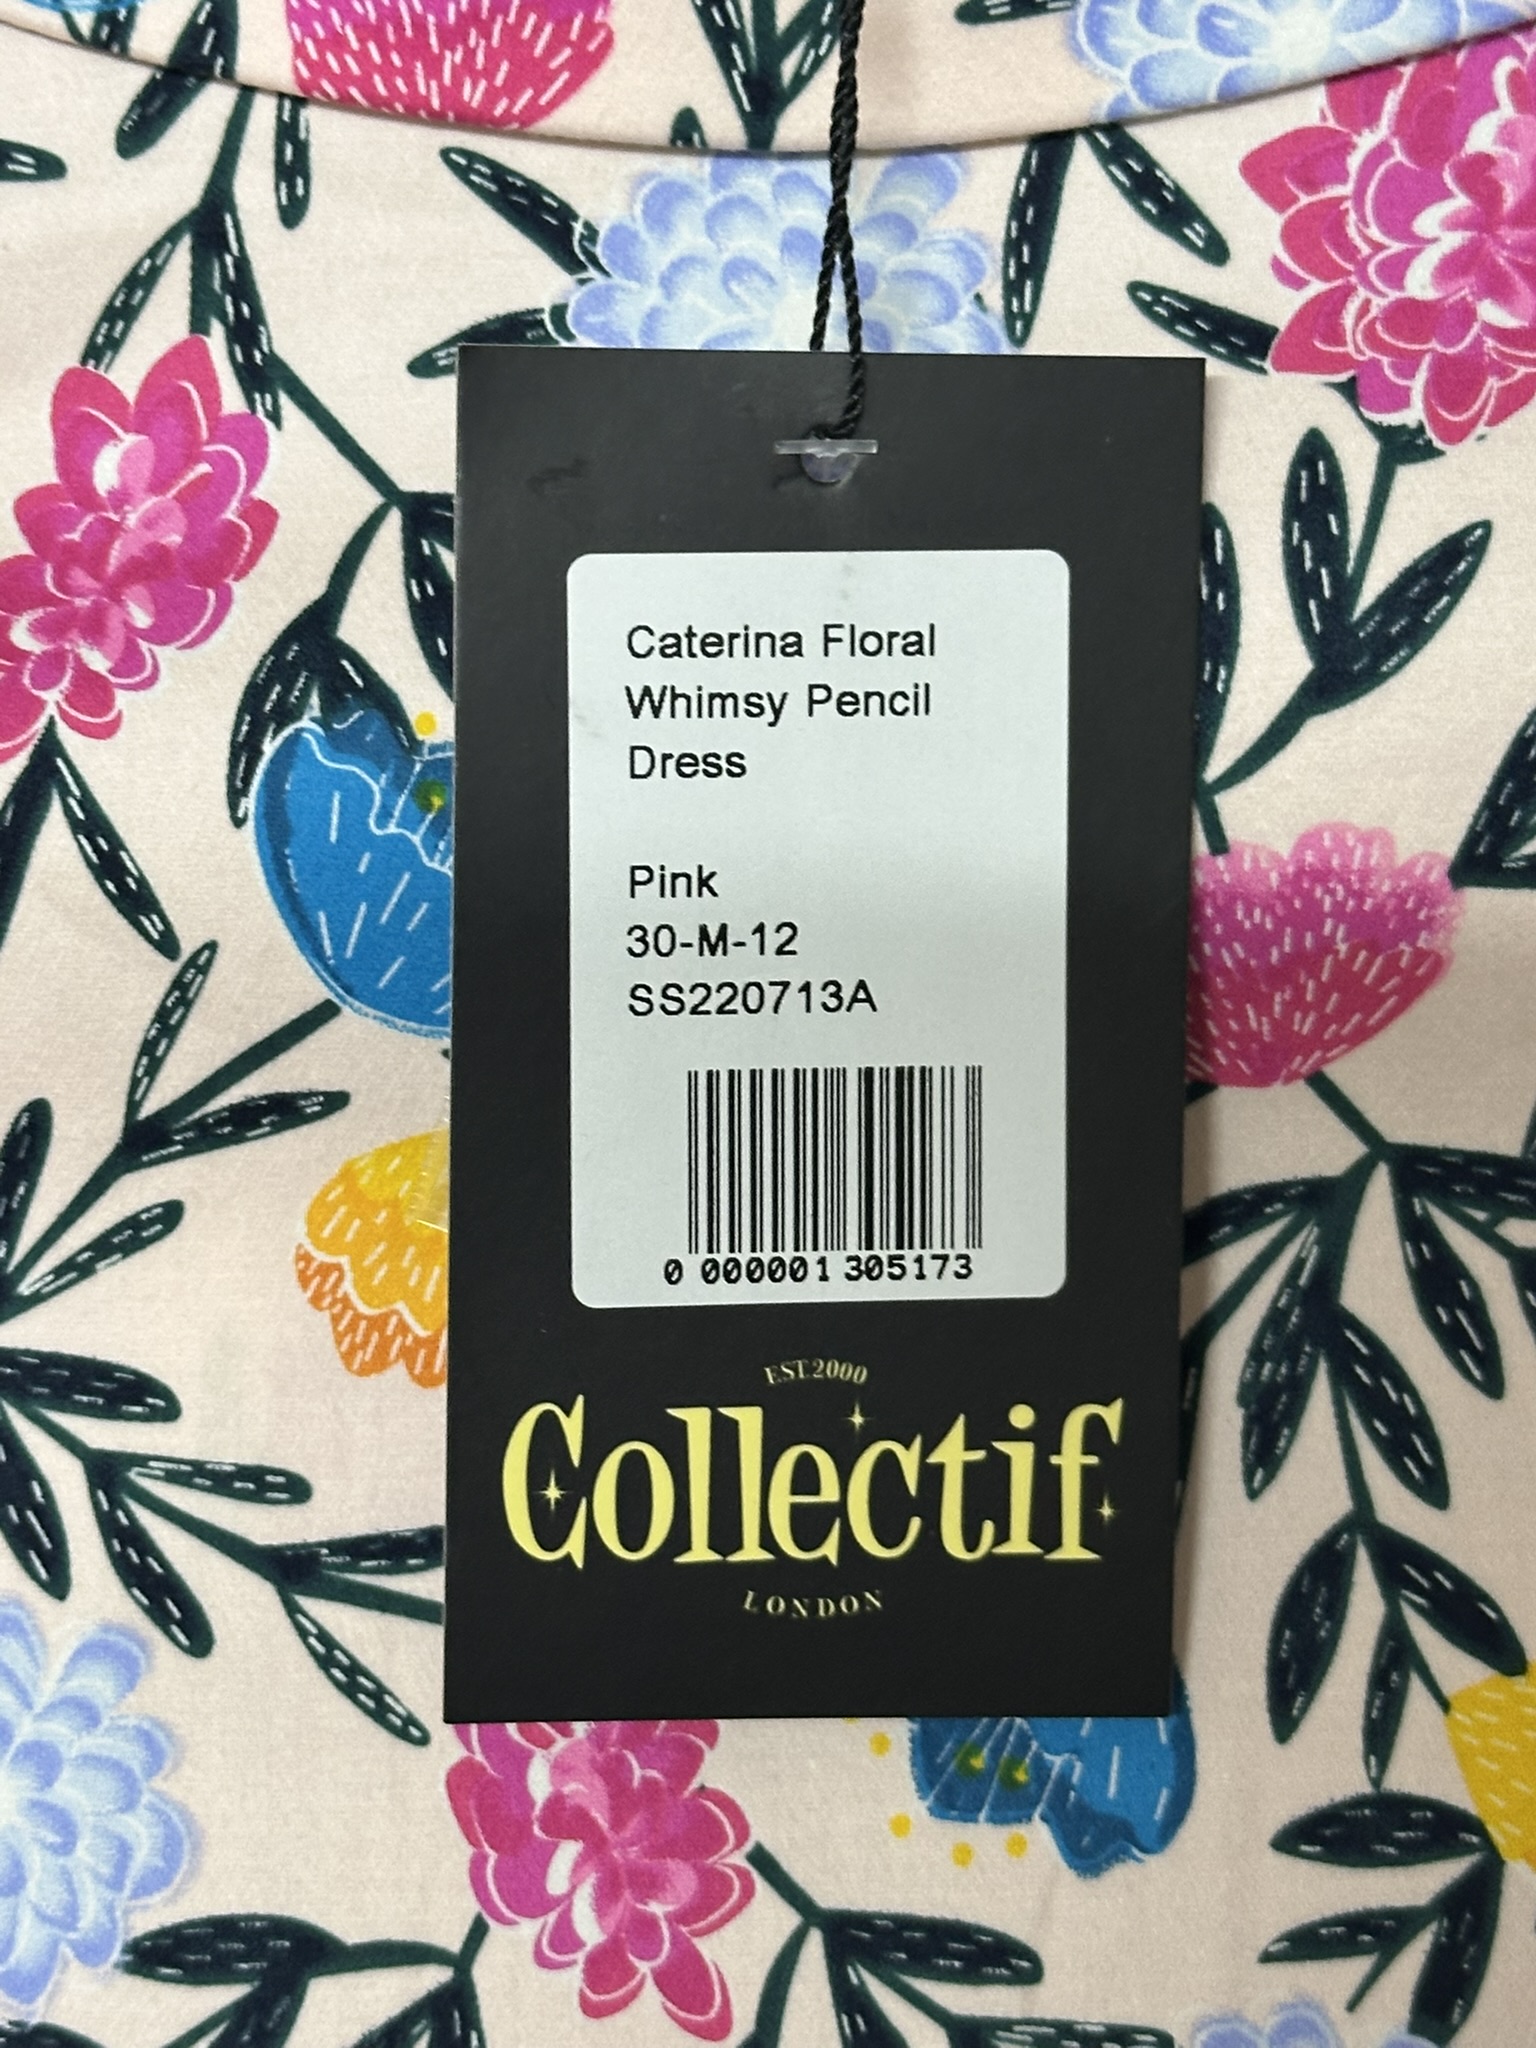 Caterina Floral
Whimsy Pencil
Dress
Pink
30-M-12
SS220713A
0 000001 305173
EST.2000
Collectif
LONDON